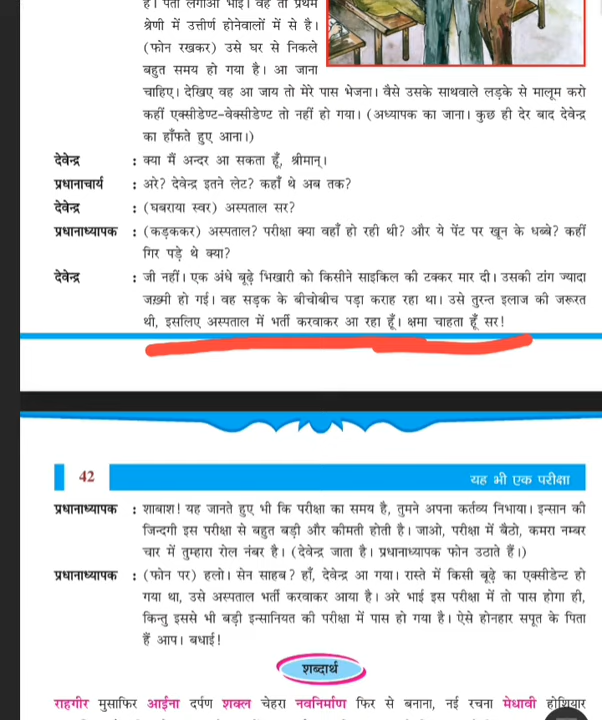 है। पता लगाओ भाई। वह तो प्रथम
श्रेणी में उत्तीर्ण होनेवालों में से है।
(फोन रखकर) उसे घर से निकले
बहुत समय हो गया है। आ जाना
चाहिए। देखिए वह आ जाय तो मेरे पास भेजना। वैसे उसके साथवाले लड़के से मालूम करो
कहीं एक्सीडेण्ट-वेक्सीडेण्ट तो नहीं हो गया। (अध्यापक का जाना। कुछ ही देर बाद देवेन्द्र
का हाँफते हुए आना।)
देवेन्द्र : क्या मैं अन्दर आ सकता हूँ, श्रीमान्।
प्रधानाचार्य : अरे? देवेन्द्र इतने लेट? कहाँ थे अब तक?
देवेन्द्र : (घबराया स्वर) अस्पताल सर?
प्रधानाध्यापक : (कड़ककर) अस्पताल? परीक्षा क्या वहाँ हो रही थी? और ये पेंट पर खून के धब्बे? कहीं
गिर पड़े थे क्या?
देवेन्द्र : जी नहीं। एक अंधे बूढ़े भिखारी को किसीने साइकिल की टक्कर मार दी। उसकी टांग ज्यादा
जख़्मी हो गई। वह सड़क के बीचोबीच पड़ा कराह रहा था। उसे तुरन्त इलाज की जरूरत
थी, इसलिए अस्पताल में भर्ती करवाकर आ रहा हूँ। क्षमा चाहता हूँ सर!
42 यह भी एक परीक्षा
प्रधानाध्यापक : शाबाश! यह जानते हुए भी कि परीक्षा का समय है, तुमने अपना कर्तव्य निभाया। इन्सान की
जिन्दगी इस परीक्षा से बहुत बड़ी और कीमती होती है। जाओ, परीक्षा में बैठो, कमरा नम्बर
चार में तुम्हारा रोल नंबर है। (देवेन्द्र जाता है। प्रधानाध्यापक फोन उठाते हैं।)
प्रधानाध्यापक : (फोन पर) हलो। सेन साहब? हाँ, देवेन्द्र आ गया। रास्ते में किसी बूढ़े का एक्सीडेन्ट हो
गया था, उसे अस्पताल भर्ती करवाकर आया है। अरे भाई इस परीक्षा में तो पास होगा ही,
किन्तु इससे भी बड़ी इन्सानियत की परीक्षा में पास हो गया है। ऐसे होनहार सपूत के पिता
हैं आप। बधाई!
शब्दार्थ
राहगीर मुसाफिर आईना दर्पण शक्ल चेहरा नवनिर्माण फिर से बनाना, नई रचना मेधावी होशियार